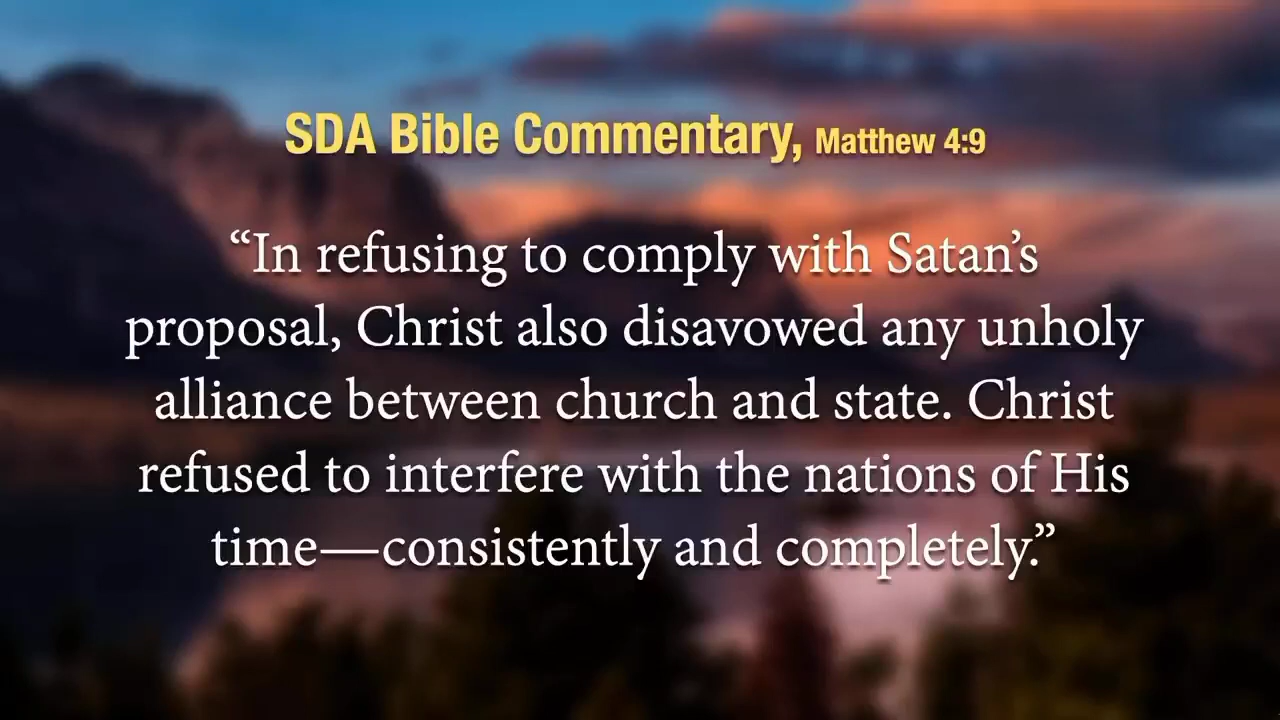 SDA Bible Commentary, Matthew 4:9
“In refusing to comply with Satan’s
proposal, Christ also disavowed any unholy
alliance between church and state. Christ
refused to interfere with the nations of His
time—consistently and completely.”